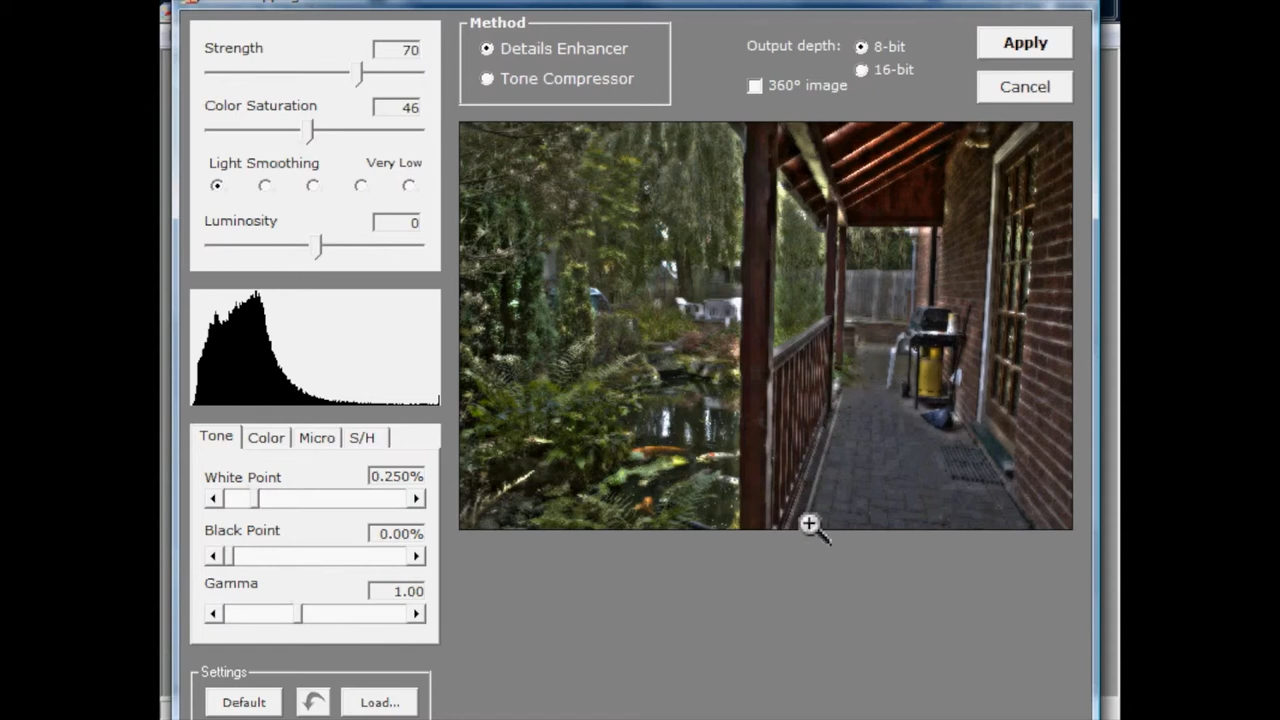 Strength 70
Color Saturation 46
Light Smoothing Very Low
Luminosity 0
Tone Color Micro S/H
White Point 0.250%
Black Point 0.00%
Gamma 1.00
Settings
Default Load...
Method
Details Enhancer
Tone Compressor
Output depth: 8-bit
16-bit
360° image
Apply
Cancel